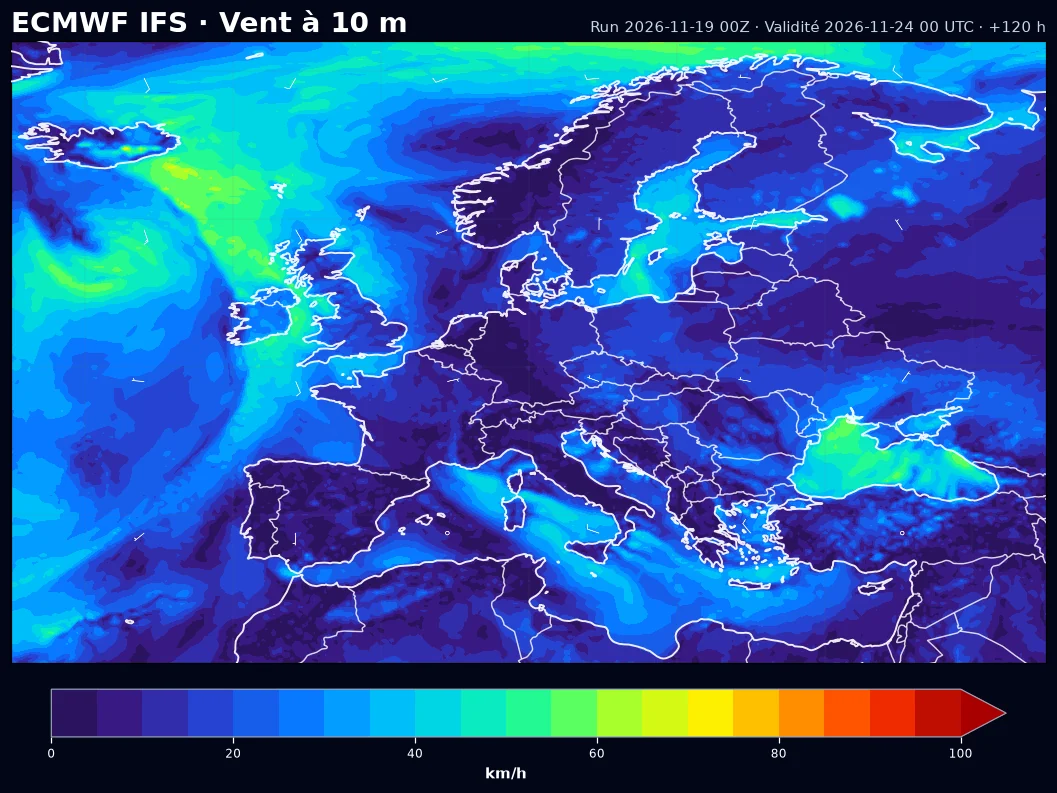 ECMWF IFS · Vent à 10 m
Run 2026-11-19 00Z · Validité 2026-11-24 00 UTC · +120 h
0 20 40 60 80 100
km/h